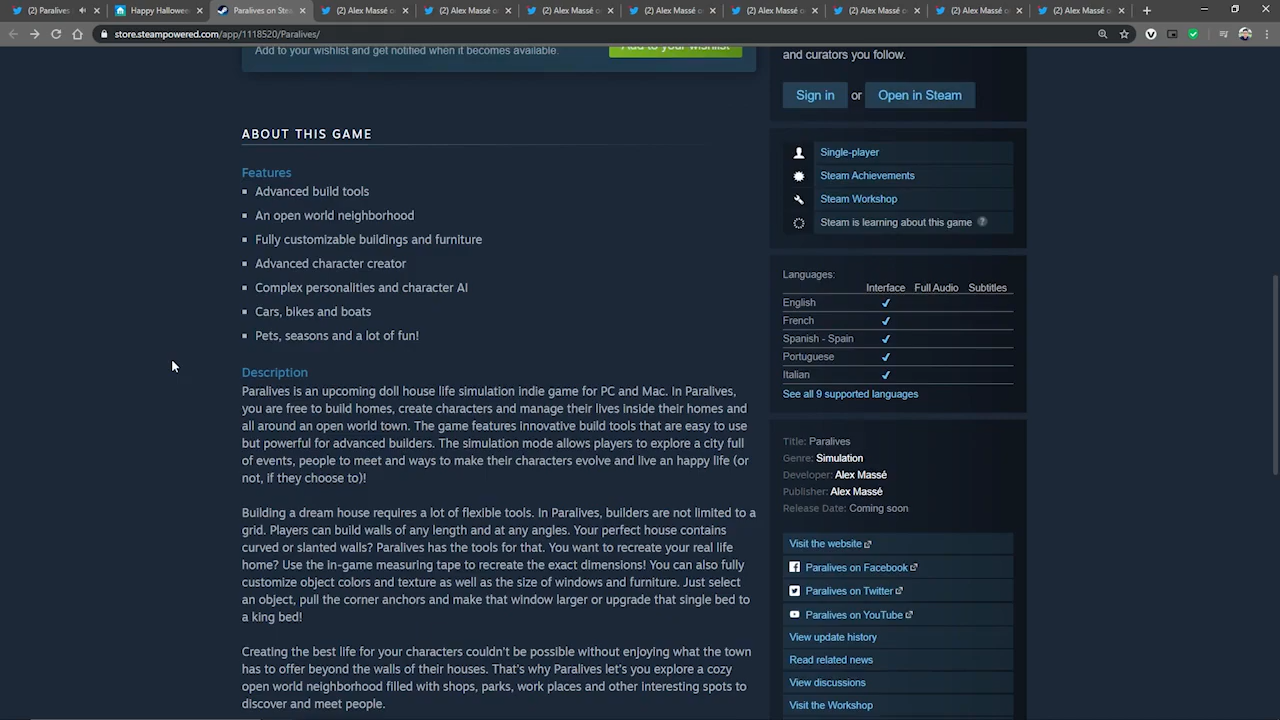 (2) Paralives
Happy Hallowe
Paralives on Ste
(2) Alex Massé
(2) Alex Massé o
(2) Alex Massé o
(2) Alex Massé o
(2) Alex Massé o
(2) Alex Massé o
(2) Alex Massé o
(2) Alex Massé o
store.steampowered.com/app/1118520/Paralives/
Add to your wishlist and get notified when it becomes available.
Add to your wishlist
and curators you follow.
Sign in or Open in Steam
ABOUT THIS GAME
Features
Advanced build tools
An open world neighborhood
Fully customizable buildings and furniture
Advanced character creator
Complex personalities and character AI
Cars, bikes and boats
Pets, seasons and a lot of fun!
Description
Paralives is an upcoming doll house life simulation indie game for PC and Mac. In Paralives,
you are free to build homes, create characters and manage their lives inside their homes and
all around an open world town. The game features innovative build tools that are easy to use
but powerful for advanced builders. The simulation mode allows players to explore a city full
of events, people to meet and ways to make their characters evolve and live an happy life (or
not, if they choose to)!
Building a dream house requires a lot of flexible tools. In Paralives, builders are not limited to a
grid. Players can build walls of any length and at any angles. Your perfect house contains
curved or slanted walls? Paralives has the tools for that. You want to recreate your real life
home? Use the in-game measuring tape to recreate the exact dimensions! You can also fully
customize object colors and texture as well as the size of windows and furniture. Just select
an object, pull the corner anchors and make that window larger or upgrade that single bed to
a king bed!
Creating the best life for your characters couldn't be possible without enjoying what the town
has to offer beyond the walls of their houses. That's why Paralives let's you explore a cozy
open world neighborhood filled with shops, parks, work places and other interesting spots to
discover and meet people.
Single-player
Steam Achievements
Steam Workshop
Steam is learning about this game ?
Languages:
Interface Full Audio Subtitles
English ✔
French ✔
Spanish - Spain ✔
Portuguese ✔
Italian ✔
See all 9 supported languages
Title: Paralives
Genre: Simulation
Developer: Alex Massé
Publisher: Alex Massé
Release Date: Coming soon
Visit the website
Paralives on Facebook
Paralives on Twitter
Paralives on YouTube
View update history
Read related news
View discussions
Visit the Workshop